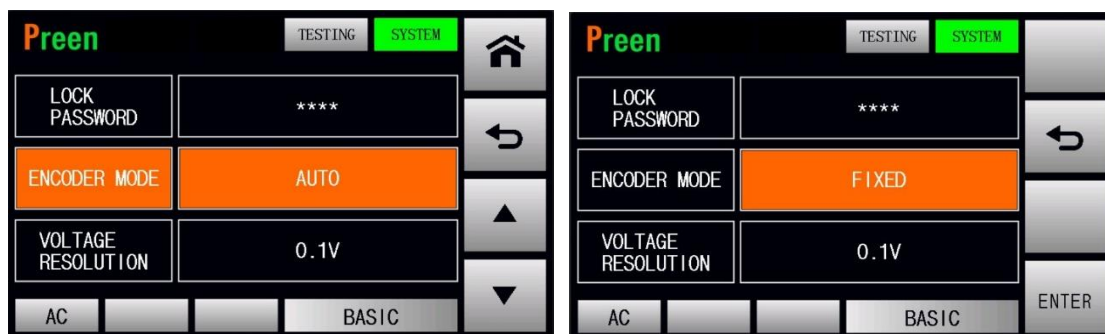 Preen TESTING SYSTEM
LOCK
PASSWORD
****
ENCODER MODE AUTO
VOLTAGE
RESOLUTION
0.1V
AC BASIC
Preen TESTING SYSTEM
LOCK
PASSWORD
****
ENCODER MODE FIXED
VOLTAGE
RESOLUTION
0.1V
AC BASIC
ENTER